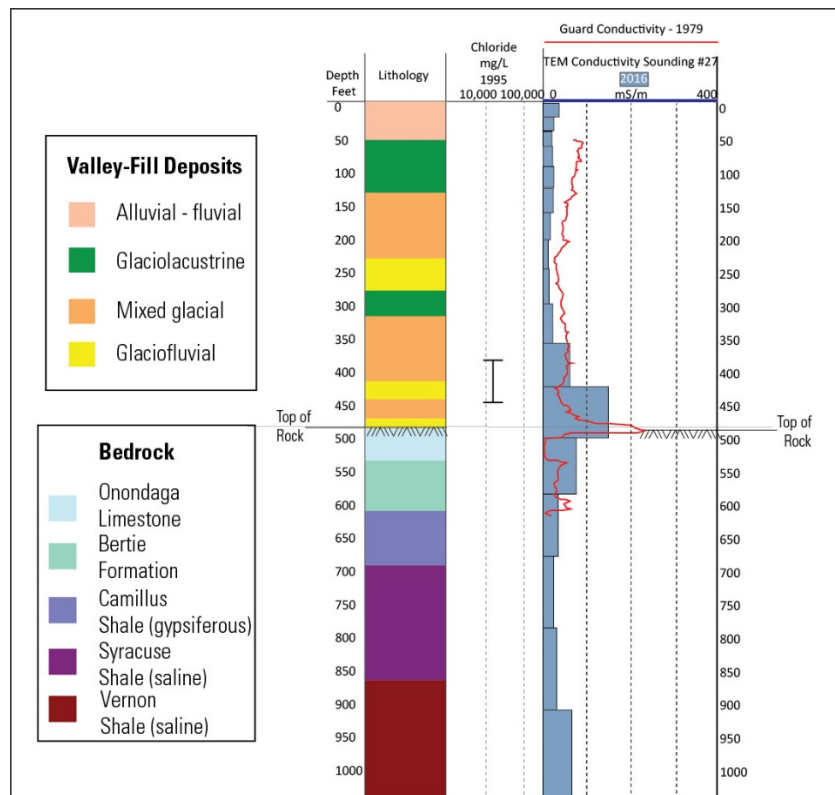 Guard Conductivity - 1979
Chloride
mg/L
1995
10,000 100,000
TEM Conductivity Sounding #27
2016
0 mS/m 400
Depth
Feet
Lithology
0
50
100
150
200
250
300
350
400
450
500
550
600
650
700
750
800
850
900
950
1000
0
50
100
150
200
250
300
350
400
450
500
550
600
650
700
750
800
850
900
950
1000
Valley-Fill Deposits
Alluvial - fluvial
Glaciolacustrine
Mixed glacial
Glaciofluvial
Top of
Rock
Top of
Rock
Bedrock
Onondaga
Limestone
Bertie
Formation
Camillus
Shale (gypsiferous)
Syracuse
Shale (saline)
Vernon
Shale (saline)